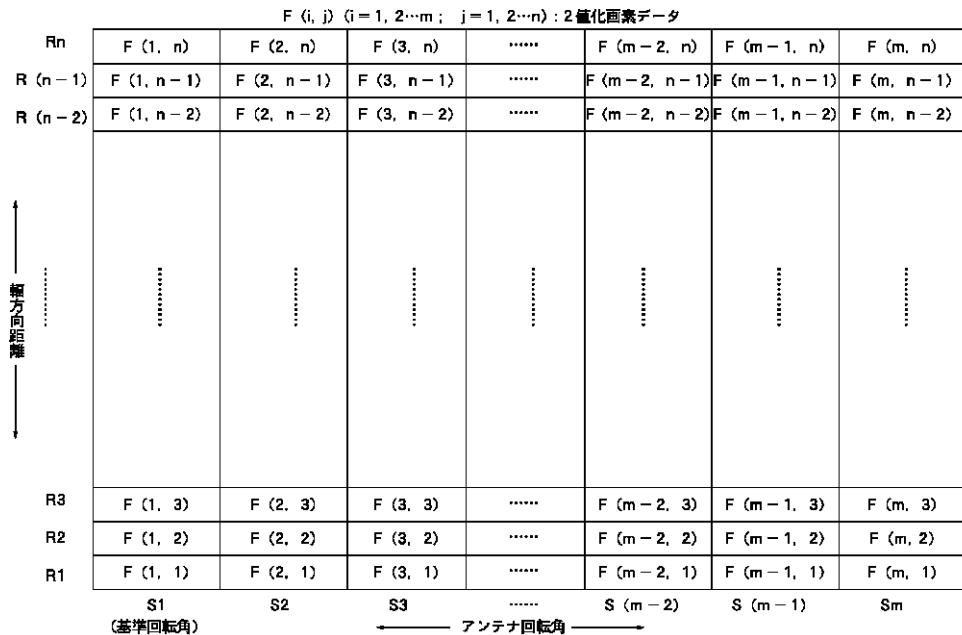 F (i, j) (i = 1, 2…m ; j = 1, 2…n) : 2値化画素データ
Rn F (1, n) F (2, n) F (3, n) …… F (m−2, n) F (m−1, n) F (m, n)
R (n−1) F (1, n−1) F (2, n−1) F (3, n−1) …… F (m−2, n−1) F (m−1, n−1) F (m, n−1)
R (n−2) F (1, n−2) F (2, n−2) F (3, n−2) …… F (m−2, n−2) F (m−1, n−2) F (m, n−2)
輻方向距離
R3 F (1, 3) F (2, 3) F (3, 3) …… F (m−2, 3) F (m−1, 3) F (m, 3)
R2 F (1, 2) F (2, 2) F (3, 2) …… F (m−2, 2) F (m−1, 2) F (m, 2)
R1 F (1, 1) F (2, 1) F (3, 1) …… F (m−2, 1) F (m−1, 1) F (m, 1)
S1 S2 S3 …… S (m−2) S (m−1) Sm
(基準回転角) アンテナ回転角